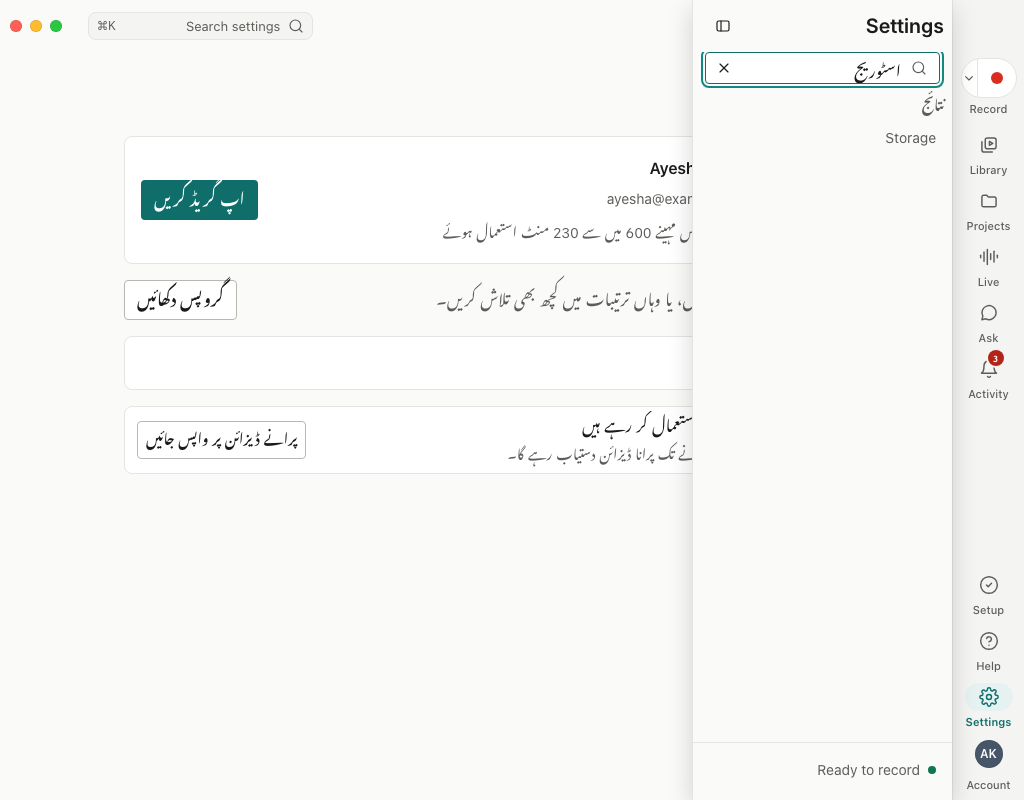 ⌘K
Search settings
Settings
اسٹوریج
نتائج
Storage
Ready to record
Ayesh
ayesha@exar
س مہینے 600 میں سے 230 منٹ استعمال ہوئے
اپ گریڈ کریں
، یا وہاں ترتیبات میں کچھ بھی تلاش کریں۔
گروپس دکھائیں
ستعمال کر رہے ہیں
نے تک پرانا ڈیزائن دستیاب رہے گا۔
پرانے ڈیزائن پر واپس جائیں
Record
Library
Projects
Live
Ask
3
Activity
Setup
Help
Settings
AK
Account